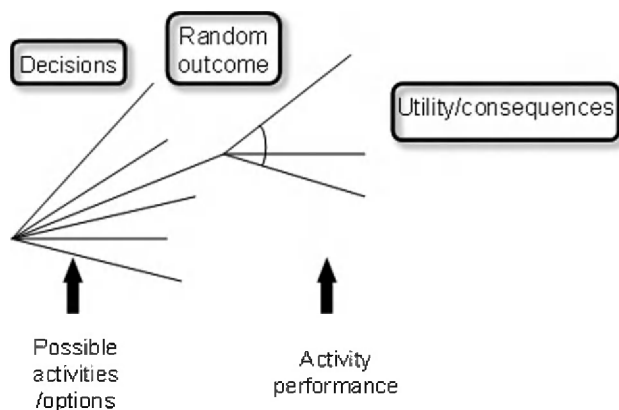 Decisions
Random
outcome
Utility/consequences
Possible
activities
/options
Activity
performance